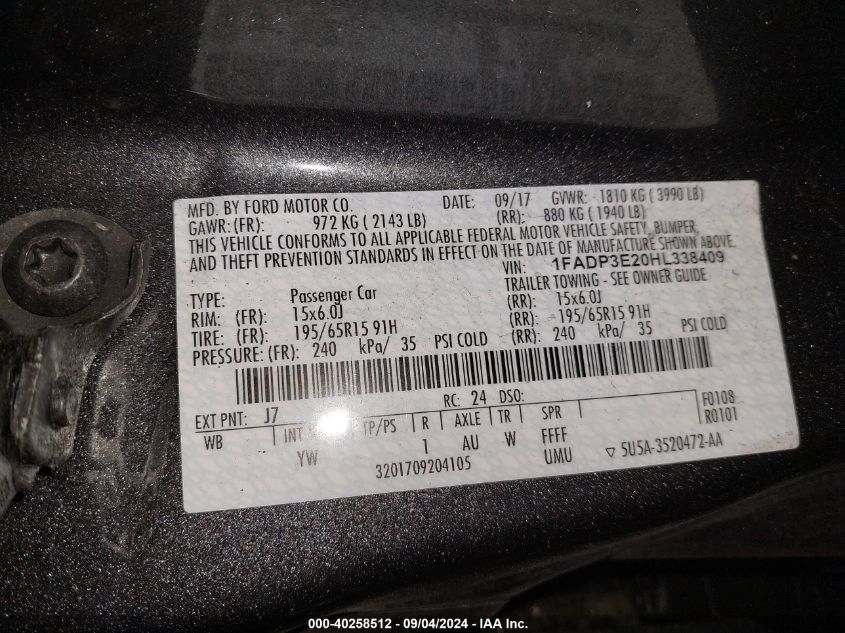 MFD. BY FORD MOTOR CO. DATE: 09/17 GVWR: 1810 KG ( 3990 LB)
GAWR: (FR): 972 KG ( 2143 LB) (RR): 880 KG ( 1940 LB)
THIS VEHICLE CONFORMS TO ALL APPLICABLE FEDERAL MOTOR VEHICLE SAFETY, BUMPER,
AND THEFT PREVENTION STANDARDS IN EFFECT ON THE DATE OF MANUFACTURE SHOWN ABOVE.
VIN: 1FADP3E20HL338409
TYPE: Passenger Car TRAILER TOWING - SEE OWNER GUIDE
RIM: (FR): 15x6.0J (RR): 15x6.0J
TIRE: (FR): 195/65R15 91H (RR): 195/65R15 91H
PRESSURE: (FR): 240 kPa/ 35 PSI COLD (RR): 240 kPa/ 35 PSI COLD
EXT PNT: J7 RC: 24 DSO: F0108
WB INT TP/PS R AXLE TR SPR R0101
YW 1 AU W FFFF
3201709204105 UMU ▽ 5U5A-3520472-AA
000-40258512 - 09/04/2024 - IAA Inc.